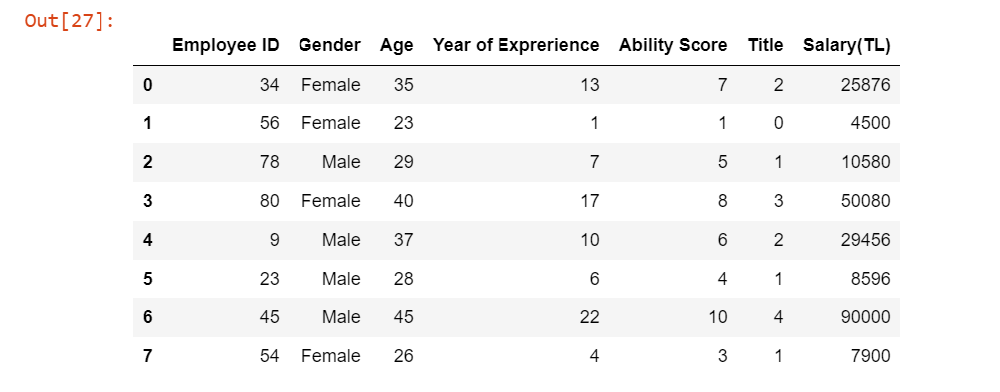 Out[27]:
Employee ID Gender Age Year of Exprerience Ability Score Title Salary(TL)
0 34 Female 35 13 7 2 25876
1 56 Female 23 1 1 0 4500
2 78 Male 29 7 5 1 10580
3 80 Female 40 17 8 3 50080
4 9 Male 37 10 6 2 29456
5 23 Male 28 6 4 1 8596
6 45 Male 45 22 10 4 90000
7 54 Female 26 4 3 1 7900